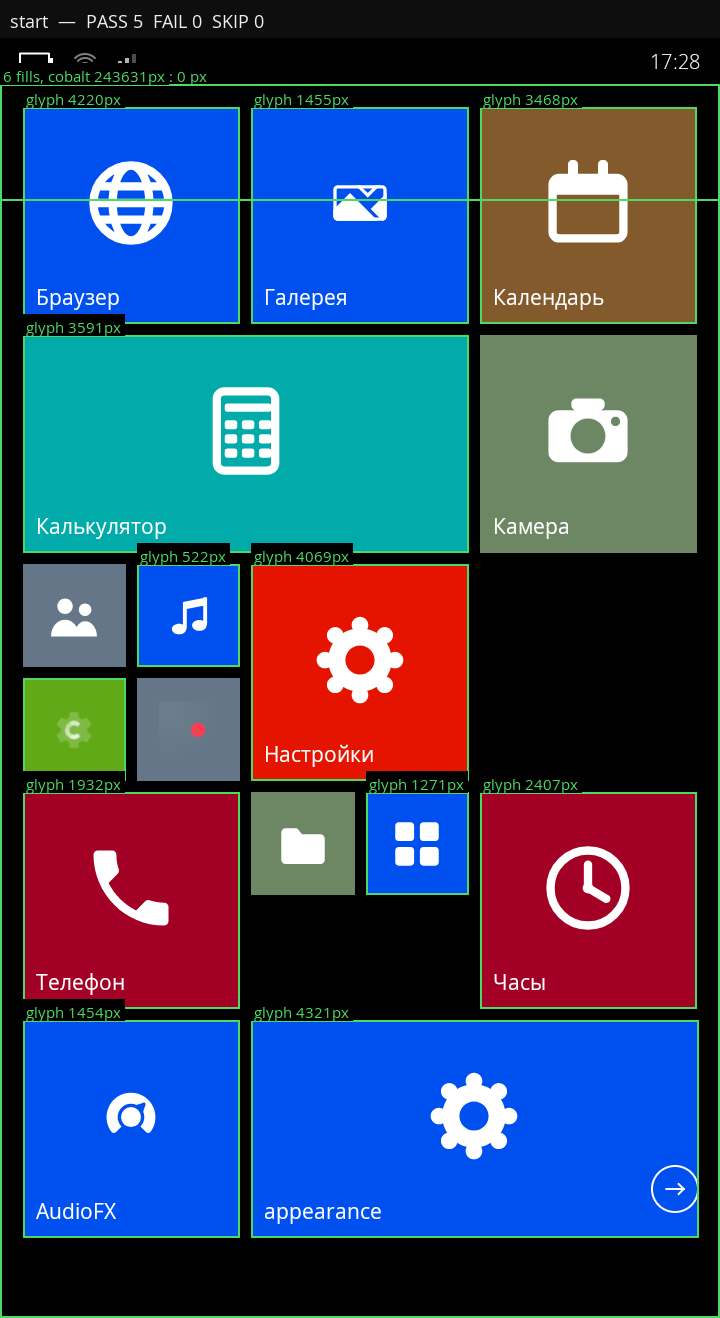 start — PASS 5 FAIL 0 SKIP 0
17:28
6 fills, cobalt 243631px : 0 px
glyph 4220px
glyph 1455px
glyph 3468px
Браузер
Галерея
Календарь
glyph 3591px
Калькулятор
Камера
glyph 522px
glyph 4069px
Настройки
glyph 1932px
glyph 1271px
glyph 2407px
Телефон
Часы
glyph 1454px
glyph 4321px
AudioFX
appearance